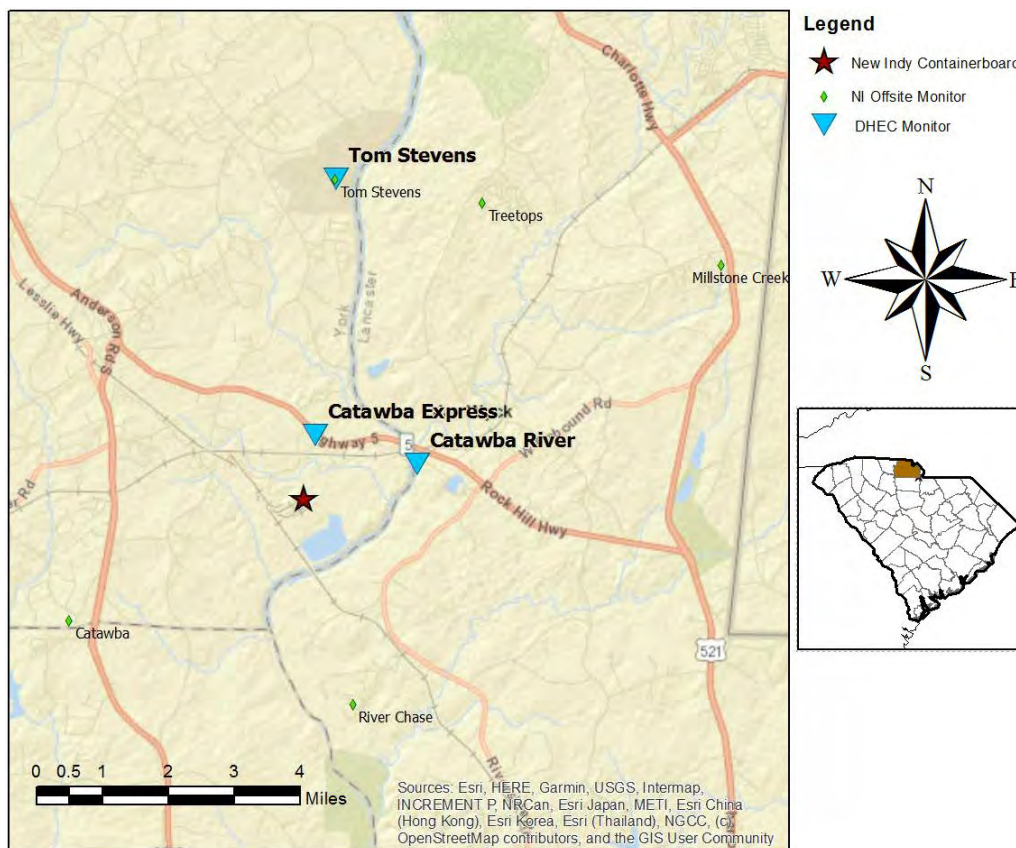 Legend
New Indy Containerboard
NI Offsite Monitor
DHEC Monitor
N
W
S
Charlotte Hwy
Tom Stevens
Tom Stevens
Treetops
Millstone Creek
Lesslie Hwy
Anderson Rd S
York
Lancaster
Catawba Express
ghway 5
5
Catawba River
Rock Hill Hwy
er Rd
521
Catawba
River Chase
0 0.5 1 2 3 4
Miles
Sources: Esri, HERE, Garmin, USGS, Intermap,
INCREMENT P, NRCan, Esri Japan, METI, Esri China
(Hong Kong), Esri Korea, Esri (Thailand), NGCC, (c)
OpenStreetMap contributors, and the GIS User Community